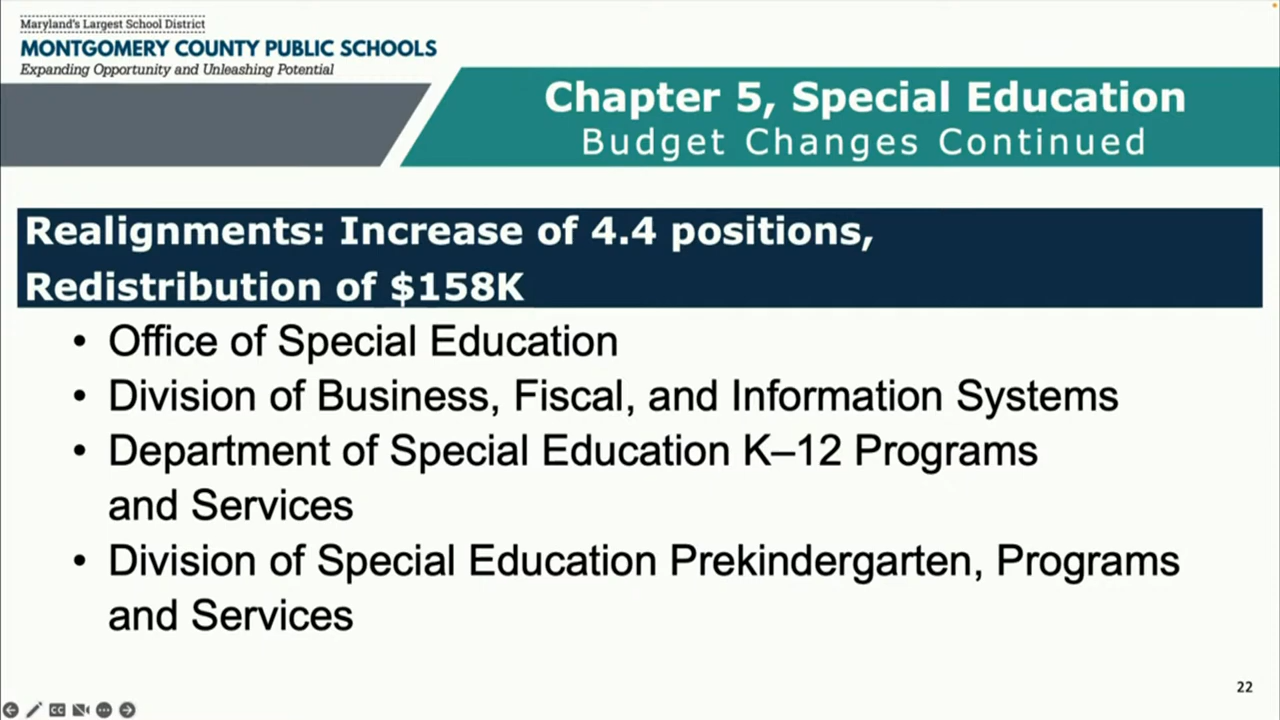 Maryland's Largest School District
MONTGOMERY COUNTY PUBLIC SCHOOLS
Expanding Opportunity and Unleashing Potential
Chapter 5, Special Education
Budget Changes Continued
Realignments: Increase of 4.4 positions,
Redistribution of $158K
• Office of Special Education
• Division of Business, Fiscal, and Information Systems
• Department of Special Education K–12 Programs
and Services
• Division of Special Education Prekindergarten, Programs
and Services
22
CC